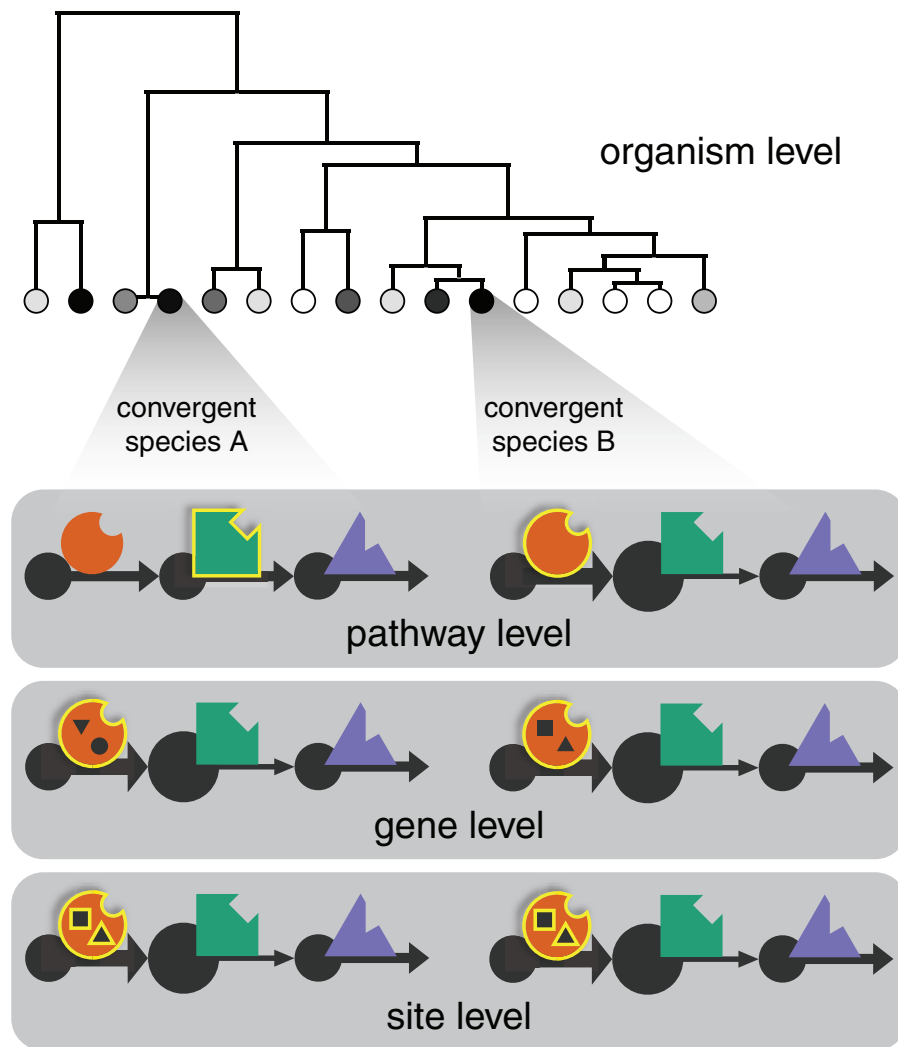 organism level
convergent
species A
convergent
species B
pathway level
gene level
site level